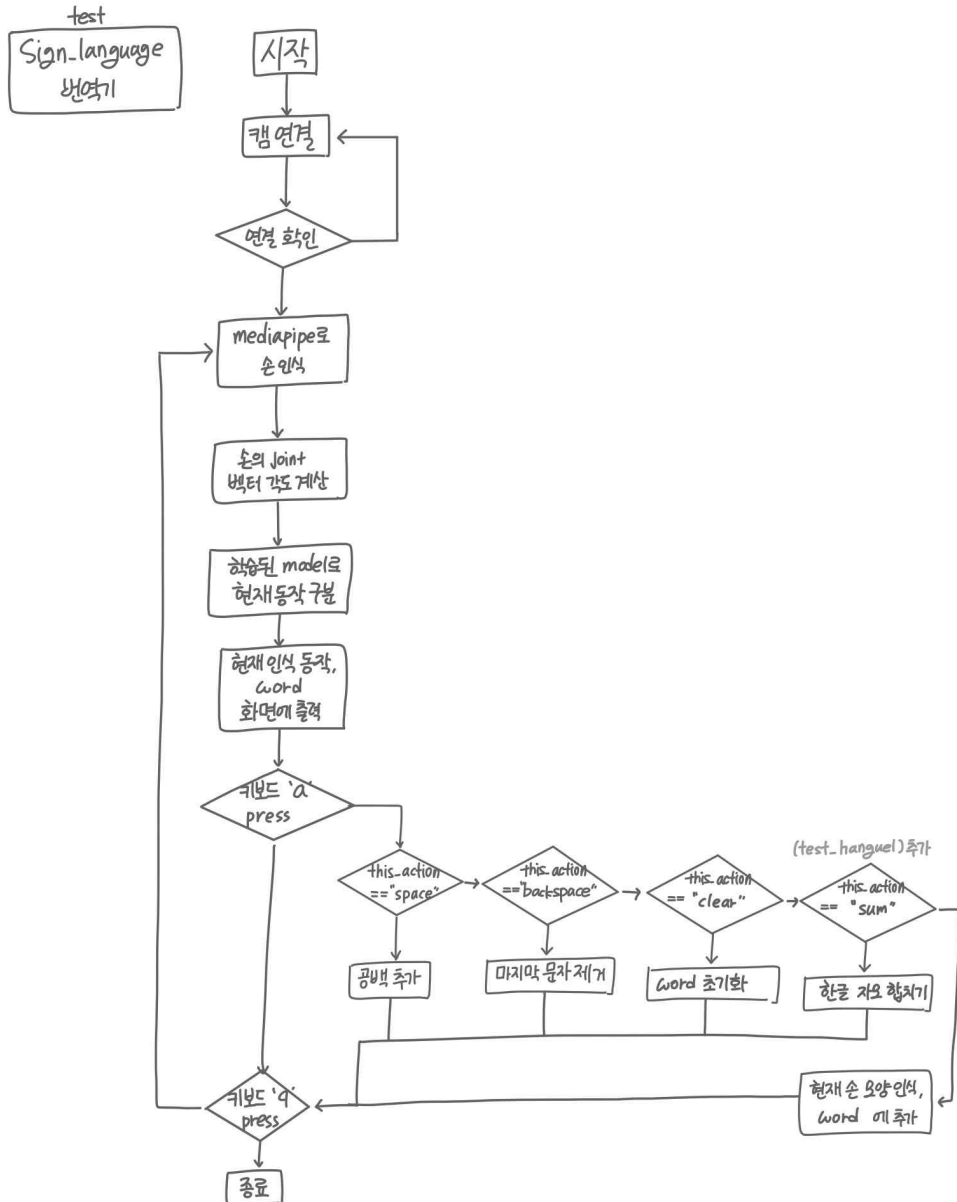 test
Sign_language
번역기
시작
캠 연결
연결 확인
mediapipe로
손 인식
손의 Joint
벡터 각도 계산
학습된 model로
현재 동작 구분
현재 인식 동작,
word
화면에 출력
키보드 'a'
press
this_action
=="space"
this_action
=="backspace"
this_action
== "clear"
(test_hanguel) 추가
this_action
== "sum"
공백 추가
마지막 문자 제거
word 초기화
한글 자모 합치기
현재 손 모양 인식,
word 에 추가
키보드 'q'
press
종료